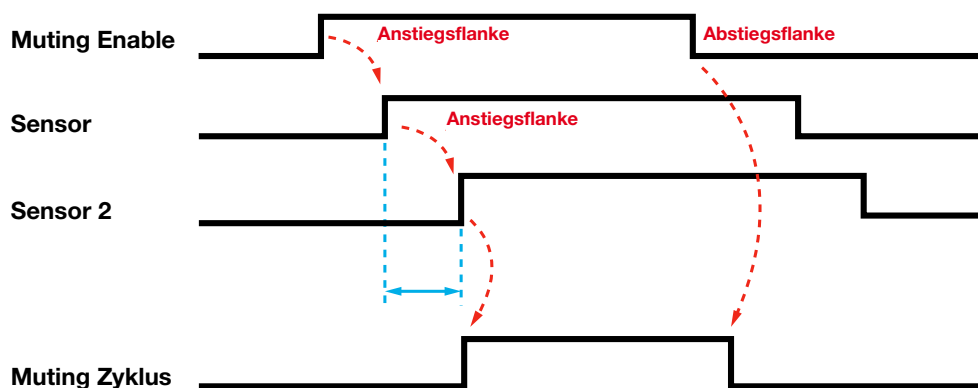 Muting Enable
Anstiegsflanke
Abstiegsflanke
Sensor
Anstiegsflanke
Sensor 2
Muting Zyklus